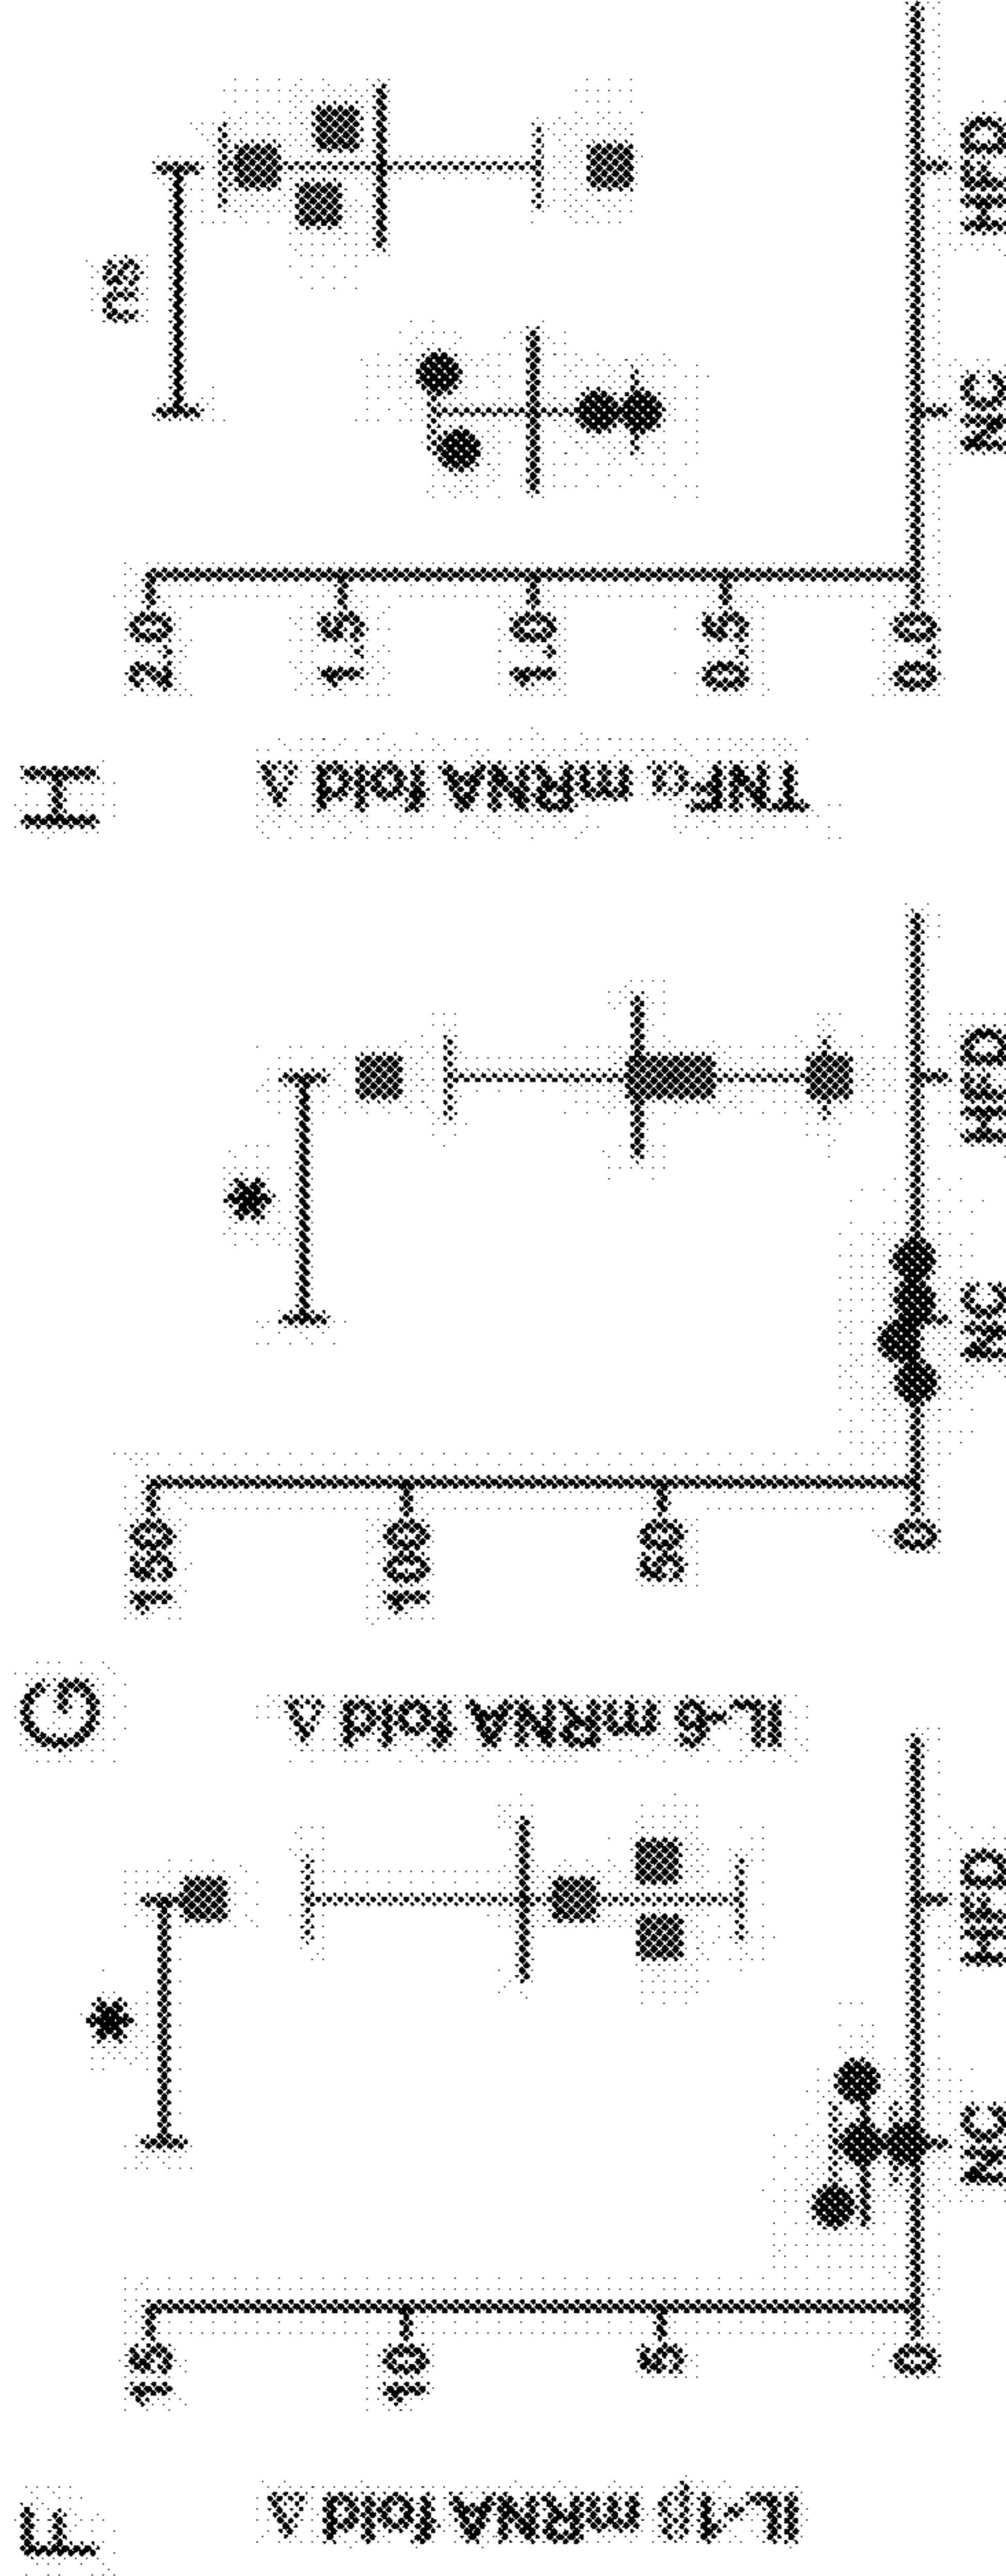 F
IL-1β mRNA fold Δ
15
10
5
0
*
NC
HFD
G
IL-6 mRNA fold Δ
150
100
50
0
*
NC
HFD
H
TNFα mRNA fold Δ
2.0
1.5
1.0
0.5
0.0
ns
NC
HFD